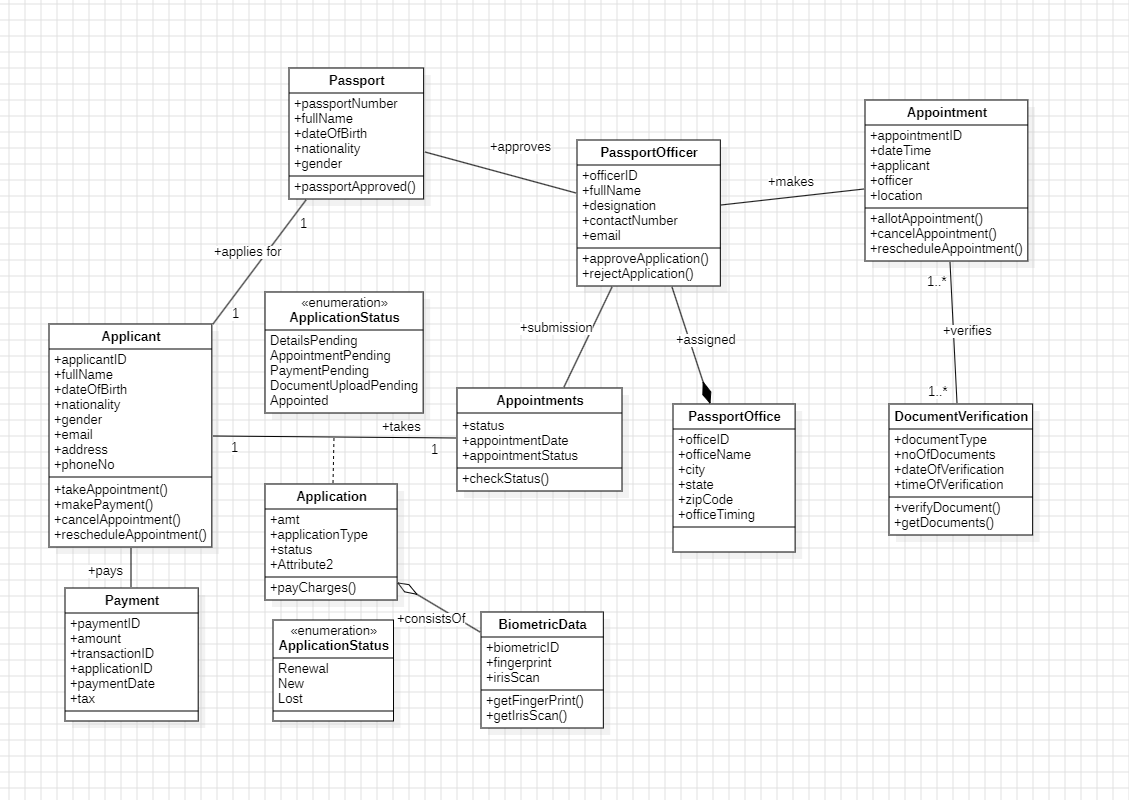 Passport
+passportNumber
+fullName
+dateOfBirth
+nationality
+gender
+passportApproved()
+approves
PassportOfficer
+officerID
+fullName
+designation
+contactNumber
+email
+approveApplication()
+rejectApplication()
+makes
Appointment
+appointmentID
+dateTime
+applicant
+officer
+location
+allotAppointment()
+cancelAppointment()
+rescheduleAppointment()
1
+applies for
1
«enumeration»
ApplicationStatus
DetailsPending
AppointmentPending
PaymentPending
DocumentUploadPending
Appointed
+submission
+assigned
1..*
+verifies
1..*
Applicant
+applicantID
+fullName
+dateOfBirth
+nationality
+gender
+email
+address
+phoneNo
+takeAppointment()
+makePayment()
+cancelAppointment()
+rescheduleAppointment()
+takes
1
1
Appointments
+status
+appointmentDate
+appointmentStatus
+checkStatus()
PassportOffice
+officeID
+officeName
+city
+state
+zipCode
+officeTiming
DocumentVerification
+documentType
+noOfDocuments
+dateOfVerification
+timeOfVerification
+verifyDocument()
+getDocuments()
Application
+amt
+applicationType
+status
+Attribute2
+payCharges()
+pays
Payment
+paymentID
+amount
+transactionID
+applicationID
+paymentDate
+tax
+consistsOf
«enumeration»
ApplicationStatus
Renewal
New
Lost
BiometricData
+biometricID
+fingerprint
+irisScan
+getFingerPrint()
+getIrisScan()